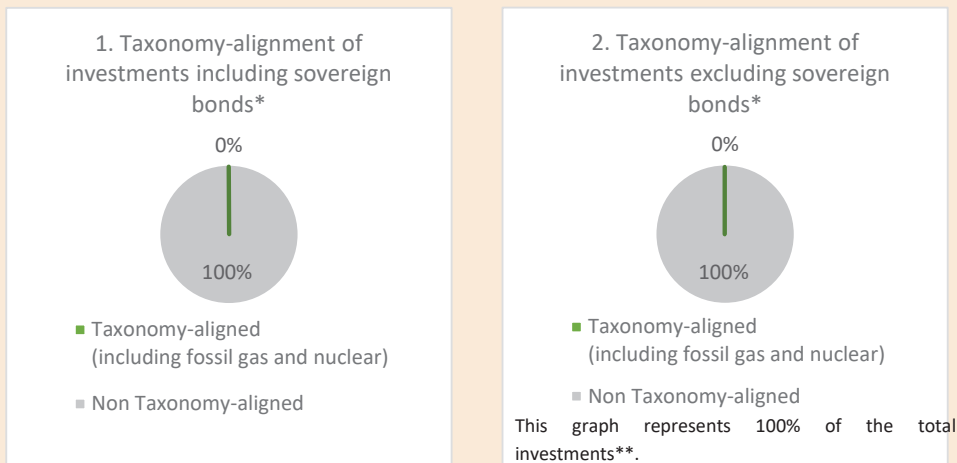 1. Taxonomy-alignment of
investments including sovereign
bonds*
0%
100%
Taxonomy-aligned
(including fossil gas and nuclear)
Non Taxonomy-aligned
2. Taxonomy-alignment of
investments excluding sovereign
bonds*
0%
100%
Taxonomy-aligned
(including fossil gas and nuclear)
Non Taxonomy-aligned
This graph represents 100% of the total
investments**.